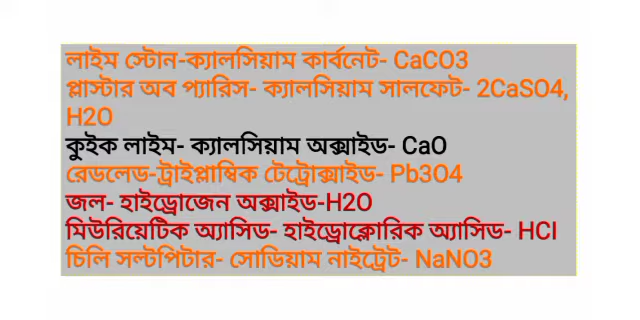 লাইম স্টোন-ক্যালসিয়াম কার্বনেট- CaCO3
প্লাস্টার অব প্যারিস- ক্যালসিয়াম সালফেট- 2CaSO4,
H2O
কুইক লাইম- ক্যালসিয়াম অক্সাইড- CaO
রেডলেড-ট্রাইপ্লাম্বিক টেট্রোক্সাইড- Pb3O4
জল- হাইড্রোজেন অক্সাইড-H2O
মিউরিয়েটিক অ্যাসিড- হাইড্রোক্লোরিক অ্যাসিড- HCl
চিলি সল্টপিটার- সোডিয়াম নাইট্রেট- NaNO3